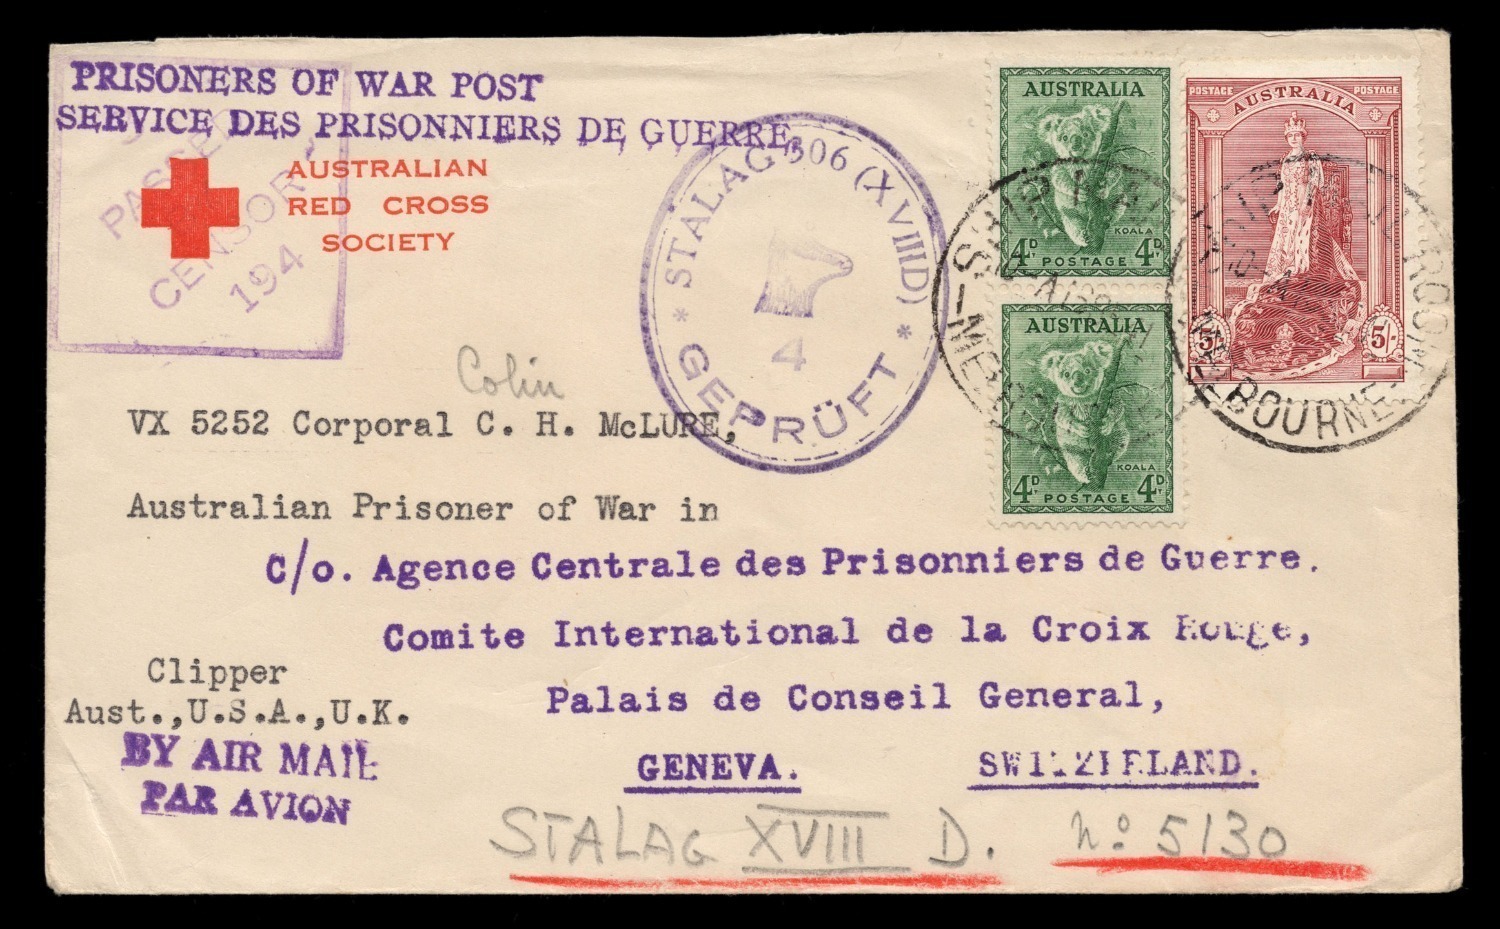 PRISONERS OF WAR POST
SERVICE DES PRISONNIERS DE GUERRE.
PASSED
CENSOR
194
AUSTRALIAN
RED CROSS
SOCIETY
* STALAG 306 (XVIIID) *
4
GEPRÜFT
AUSTRALIA
KOALA
4D POSTAGE 4D
AUSTRALIA
KOALA
4D POSTAGE 4D
POSTAGE AUSTRALIA POSTAGE
5/- 5/-
SHIP MAIL ROOM
MELBOURNE
Colin
VX 5252 Corporal C. H. McLURE,
Australian Prisoner of War in
C/o. Agence Centrale des Prisonniers de Guerre.
Comite International de la Croix Rouge,
Palais de Conseil General,
GENEVA. SWITZERLAND.
Clipper
Aust.,U.S.A.,U.K.
BY AIR MAIL
PAR AVION
STALAG XVIII D. No 5130